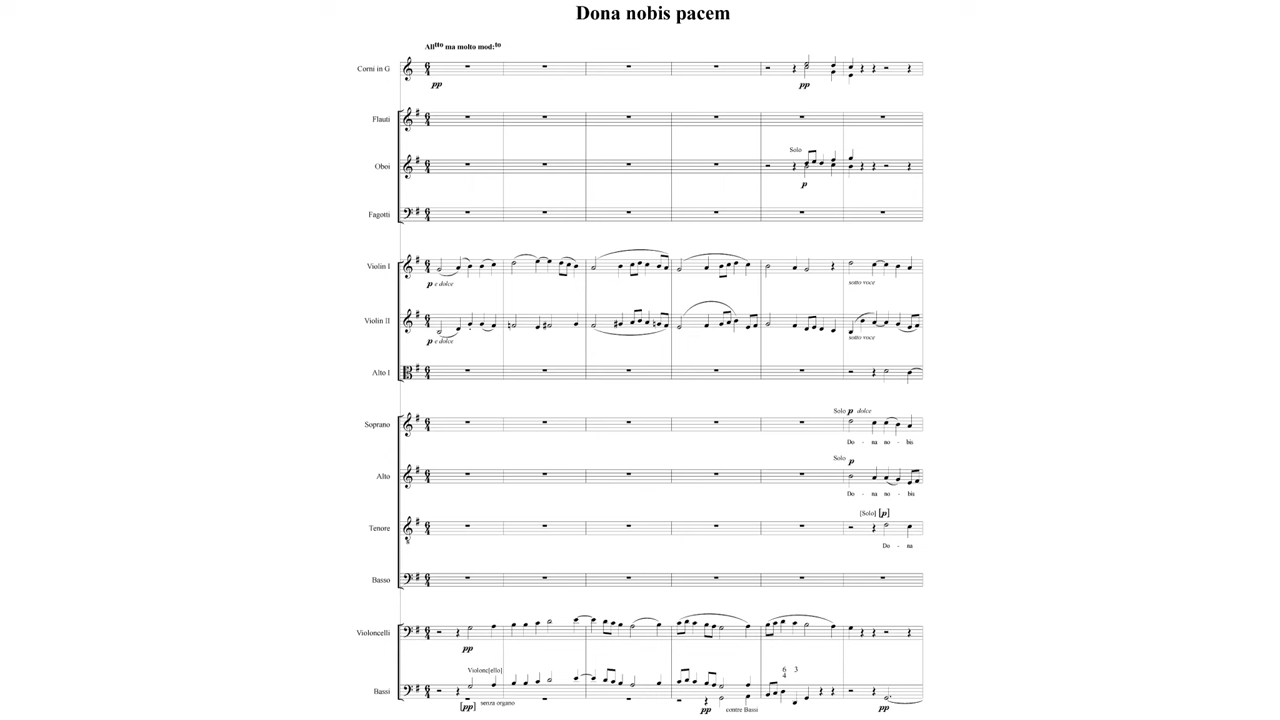 Dona nobis pacem
All.tto ma molto mod:to
Corni in G
pp
pp
Flauti
Solo
Oboi
p
Fagotti
Violin I
p e dolce
sotto voce
Violin II
p e dolce
sotto voce
Alto I
Solo p dolce
Soprano
Do - na no - bis
Solo p
Alto
Do - na no - bis
[Solo] [p]
Tenore
Do - na
Basso
Violoncelli
pp
Violonc[ello]
6 3
4
Bassi
[pp] senza organo
pp contre Bassi
pp